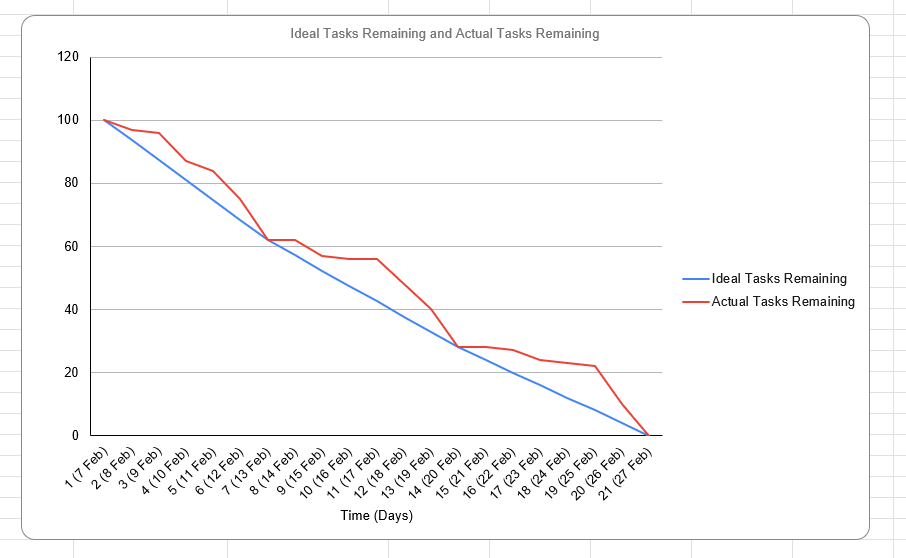 Ideal Tasks Remaining and Actual Tasks Remaining
120
100
80
60
40
20
0
Ideal Tasks Remaining
Actual Tasks Remaining
1 (7 Feb)
2 (8 Feb)
3 (9 Feb)
4 (10 Feb)
5 (11 Feb)
6 (12 Feb)
7 (13 Feb)
8 (14 Feb)
9 (15 Feb)
10 (16 Feb)
11 (17 Feb)
12 (18 Feb)
13 (19 Feb)
14 (20 Feb)
15 (21 Feb)
16 (22 Feb)
17 (23 Feb)
18 (24 Feb)
19 (25 Feb)
20 (26 Feb)
21 (27 Feb)
Time (Days)